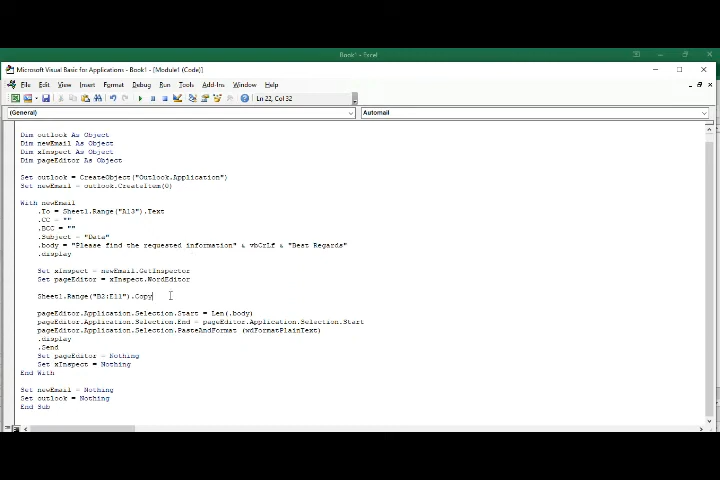 Book1 - Excel
Microsoft Visual Basic for Applications - Book1 - [Module1 (Code)]
File Edit View Insert Format Debug Run Tools Add-Ins Window Help
Ln 22, Col 32
(General) Automail
Dim outlook As Object
Dim newEmail As Object
Dim xInspect As Object
Dim pageEditor As Object
Set outlook = CreateObject("Outlook.Application")
Set newEmail = outlook.CreateItem(0)
With newEmail
.To = Sheet1.Range("A13").Text
.CC = ""
.BCC = ""
.Subject = "Data"
.body = "Please find the requested information" & vbCrLf & "Best Regards"
.display
Set xInspect = newEmail.GetInspector
Set pageEditor = xInspect.WordEditor
Sheet1.Range("B2:E11").Copy
pageEditor.Application.Selection.Start = Len(.body)
pageEditor.Application.Selection.End = pageEditor.Application.Selection.Start
pageEditor.Application.Selection.PasteAndFormat (wdFormatPlainText)
.display
.Send
Set pageEditor = Nothing
Set xInspect = Nothing
End With
Set newEmail = Nothing
Set outlook = Nothing
End Sub